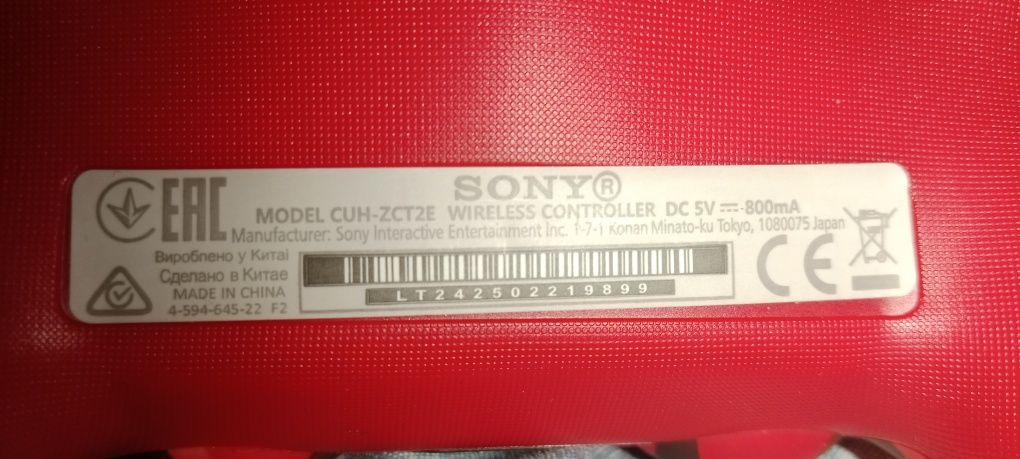 EAC
SONY®
MODEL CUH-ZCT2E WIRELESS CONTROLLER DC 5V ⎓ 800mA
Manufacturer: Sony Interactive Entertainment Inc. 1-7-1 Konan Minato-ku Tokyo, 1080075 Japan
Вироблено у Китаї
Сделано в Китае
MADE IN CHINA
4-594-645-22 F2
LT242502219899
CE